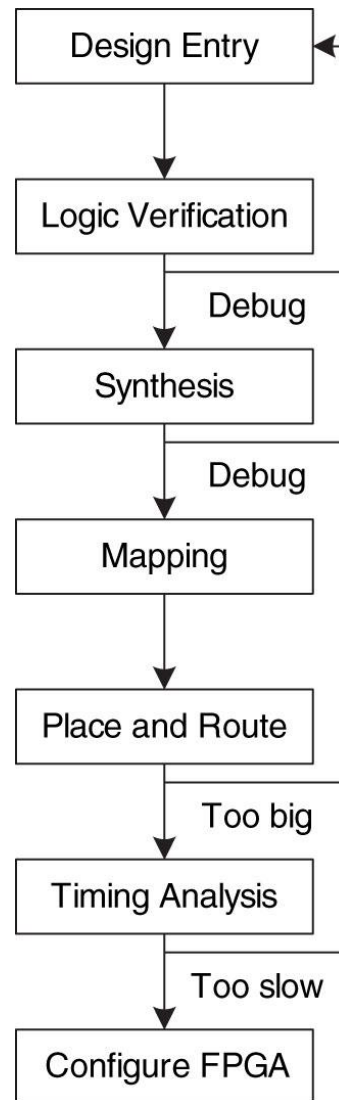 Design Entry
Logic Verification
Debug
Synthesis
Debug
Mapping
Place and Route
Too big
Timing Analysis
Too slow
Configure FPGA